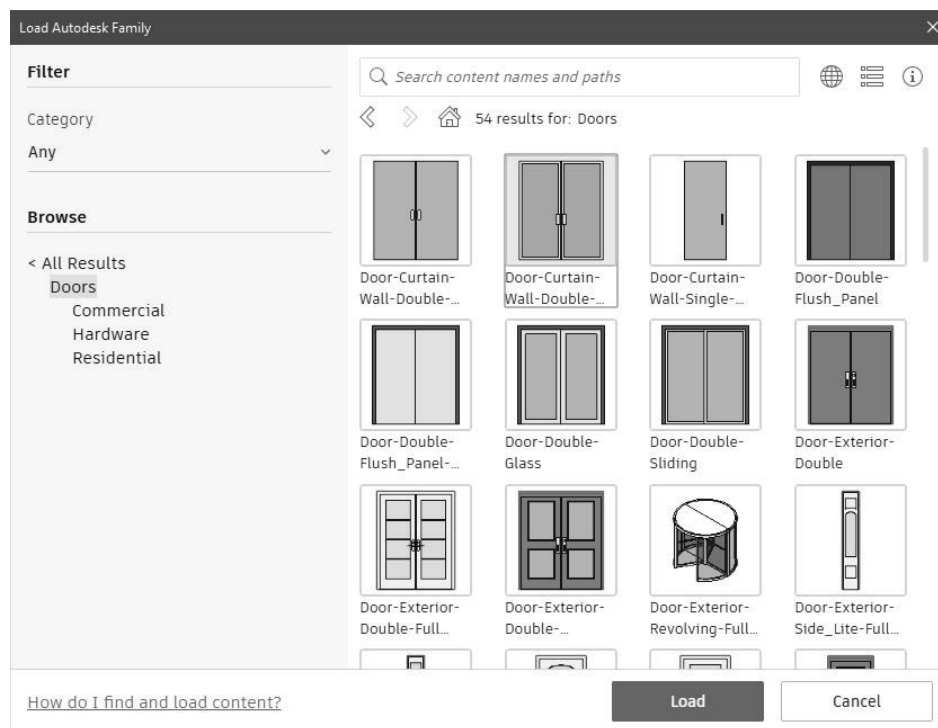 Load Autodesk Family
Filter
Category
Any
Browse
< All Results
Doors
Commercial
Hardware
Residential
Search content names and paths
54 results for: Doors
Door-Curtain-
Wall-Double-...
Door-Curtain-
Wall-Double-...
Door-Curtain-
Wall-Single-...
Door-Double-
Flush_Panel
Door-Double-
Flush_Panel-...
Door-Double-
Glass
Door-Double-
Sliding
Door-Exterior-
Double
Door-Exterior-
Double-Full...
Door-Exterior-
Double-...
Door-Exterior-
Revolving-Full...
Door-Exterior-
Side_Lite-Full...
How do I find and load content?
Load
Cancel